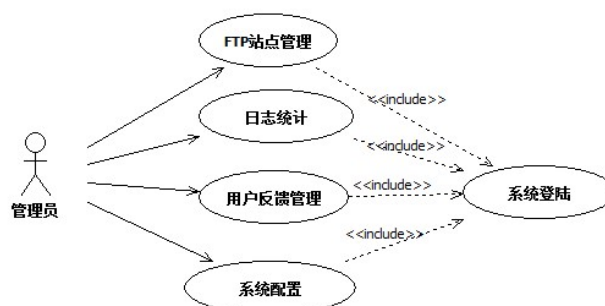 FTP站点管理
<<include>>
日志统计
<<include>>
管理员
用户反馈管理
<<include>>
系统登陆
<<include>>
系统配置